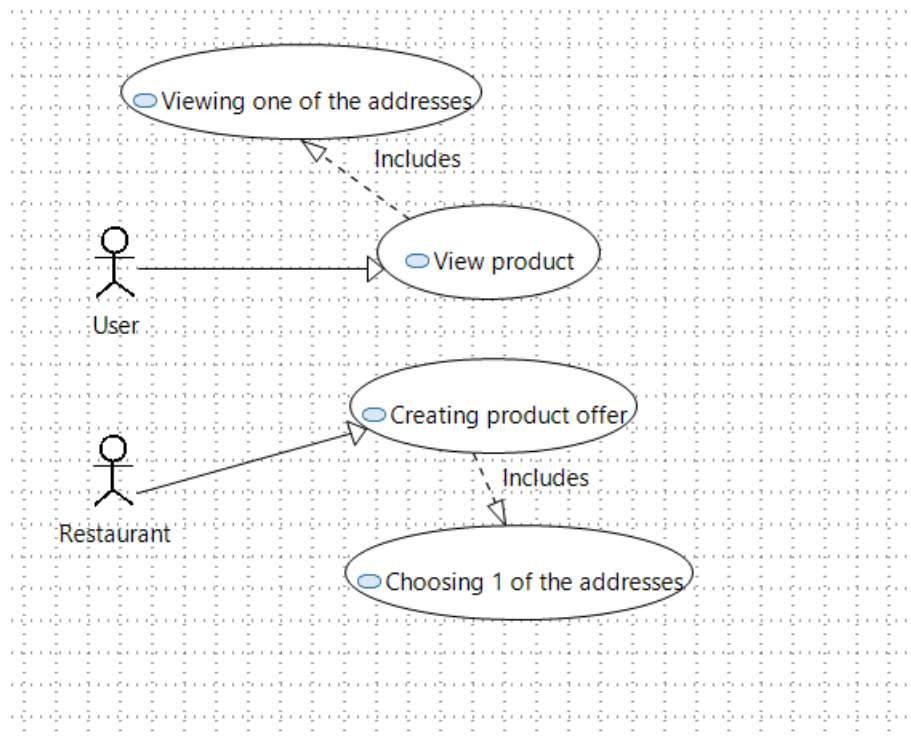 Viewing one of the addresses
Includes
View product
User
Creating product offer
Includes
Restaurant
Choosing 1 of the addresses